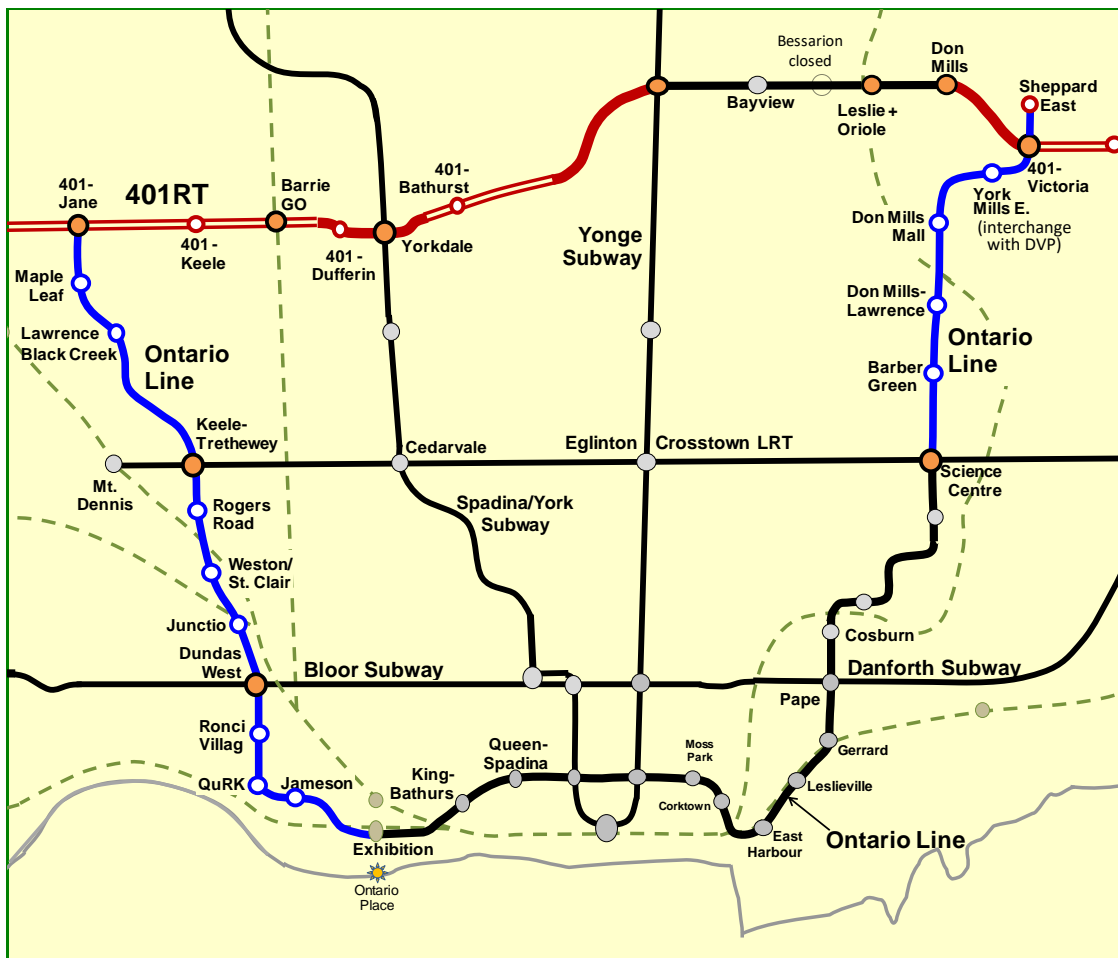 Bessarion
closed
Don
Mills
Sheppard
East
Bayview
Leslie +
Oriole
401-
Victoria
401-
Jane
401RT
Barrie
GO
401-
Bathurst
401-
Keele
401 -
Dufferin
Yorkdale
Yonge
Subway
York
Mills E.
(interchange
with DVP)
Don Mills
Mall
Maple
Leaf
Don Mills-
Lawrence
Lawrence
Black Creek
Ontario
Line
Ontario
Line
Barber
Green
Keele-
Trethewey
Cedarvale
Eglinton
Crosstown LRT
Mt.
Dennis
Science
Centre
Rogers
Road
Spadina/York
Subway
Weston/
St. Clair
Junctio
Cosburn
Dundas
West
Bloor Subway
Danforth Subway
Pape
Ronci
Villag
Queen-
Spadina
Moss
Park
Gerrard
QuRK
Jameson
King-
Bathurs
Corktown
Leslieville
Exhibition
East
Harbour
Ontario Line
Ontario
Place